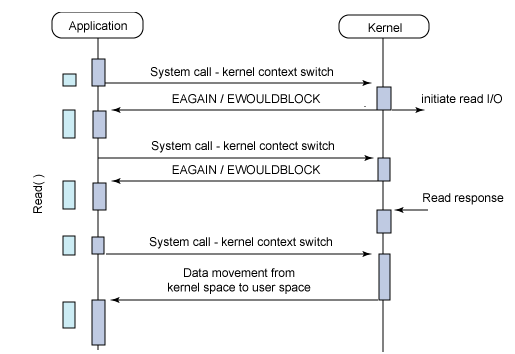 Application
Kernel
System call - kernel context switch
EAGAIN / EWOULDBLOCK
initiate read I/O
System call - kernel contect switch
EAGAIN / EWOULDBLOCK
Read( )
Read response
System call - kernel context switch
Data movement from
kernel space to user space